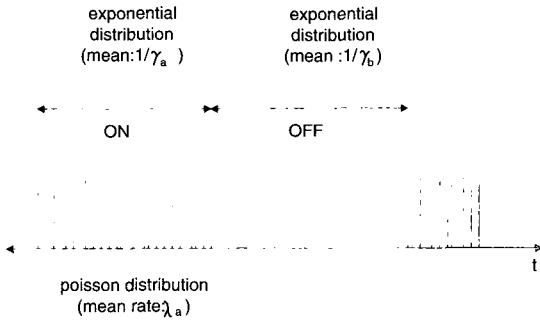 exponential
distribution
(mean:1/γa )
exponential
distribution
(mean :1/γb)
ON
OFF
t
poisson distribution
(mean rate:λa)